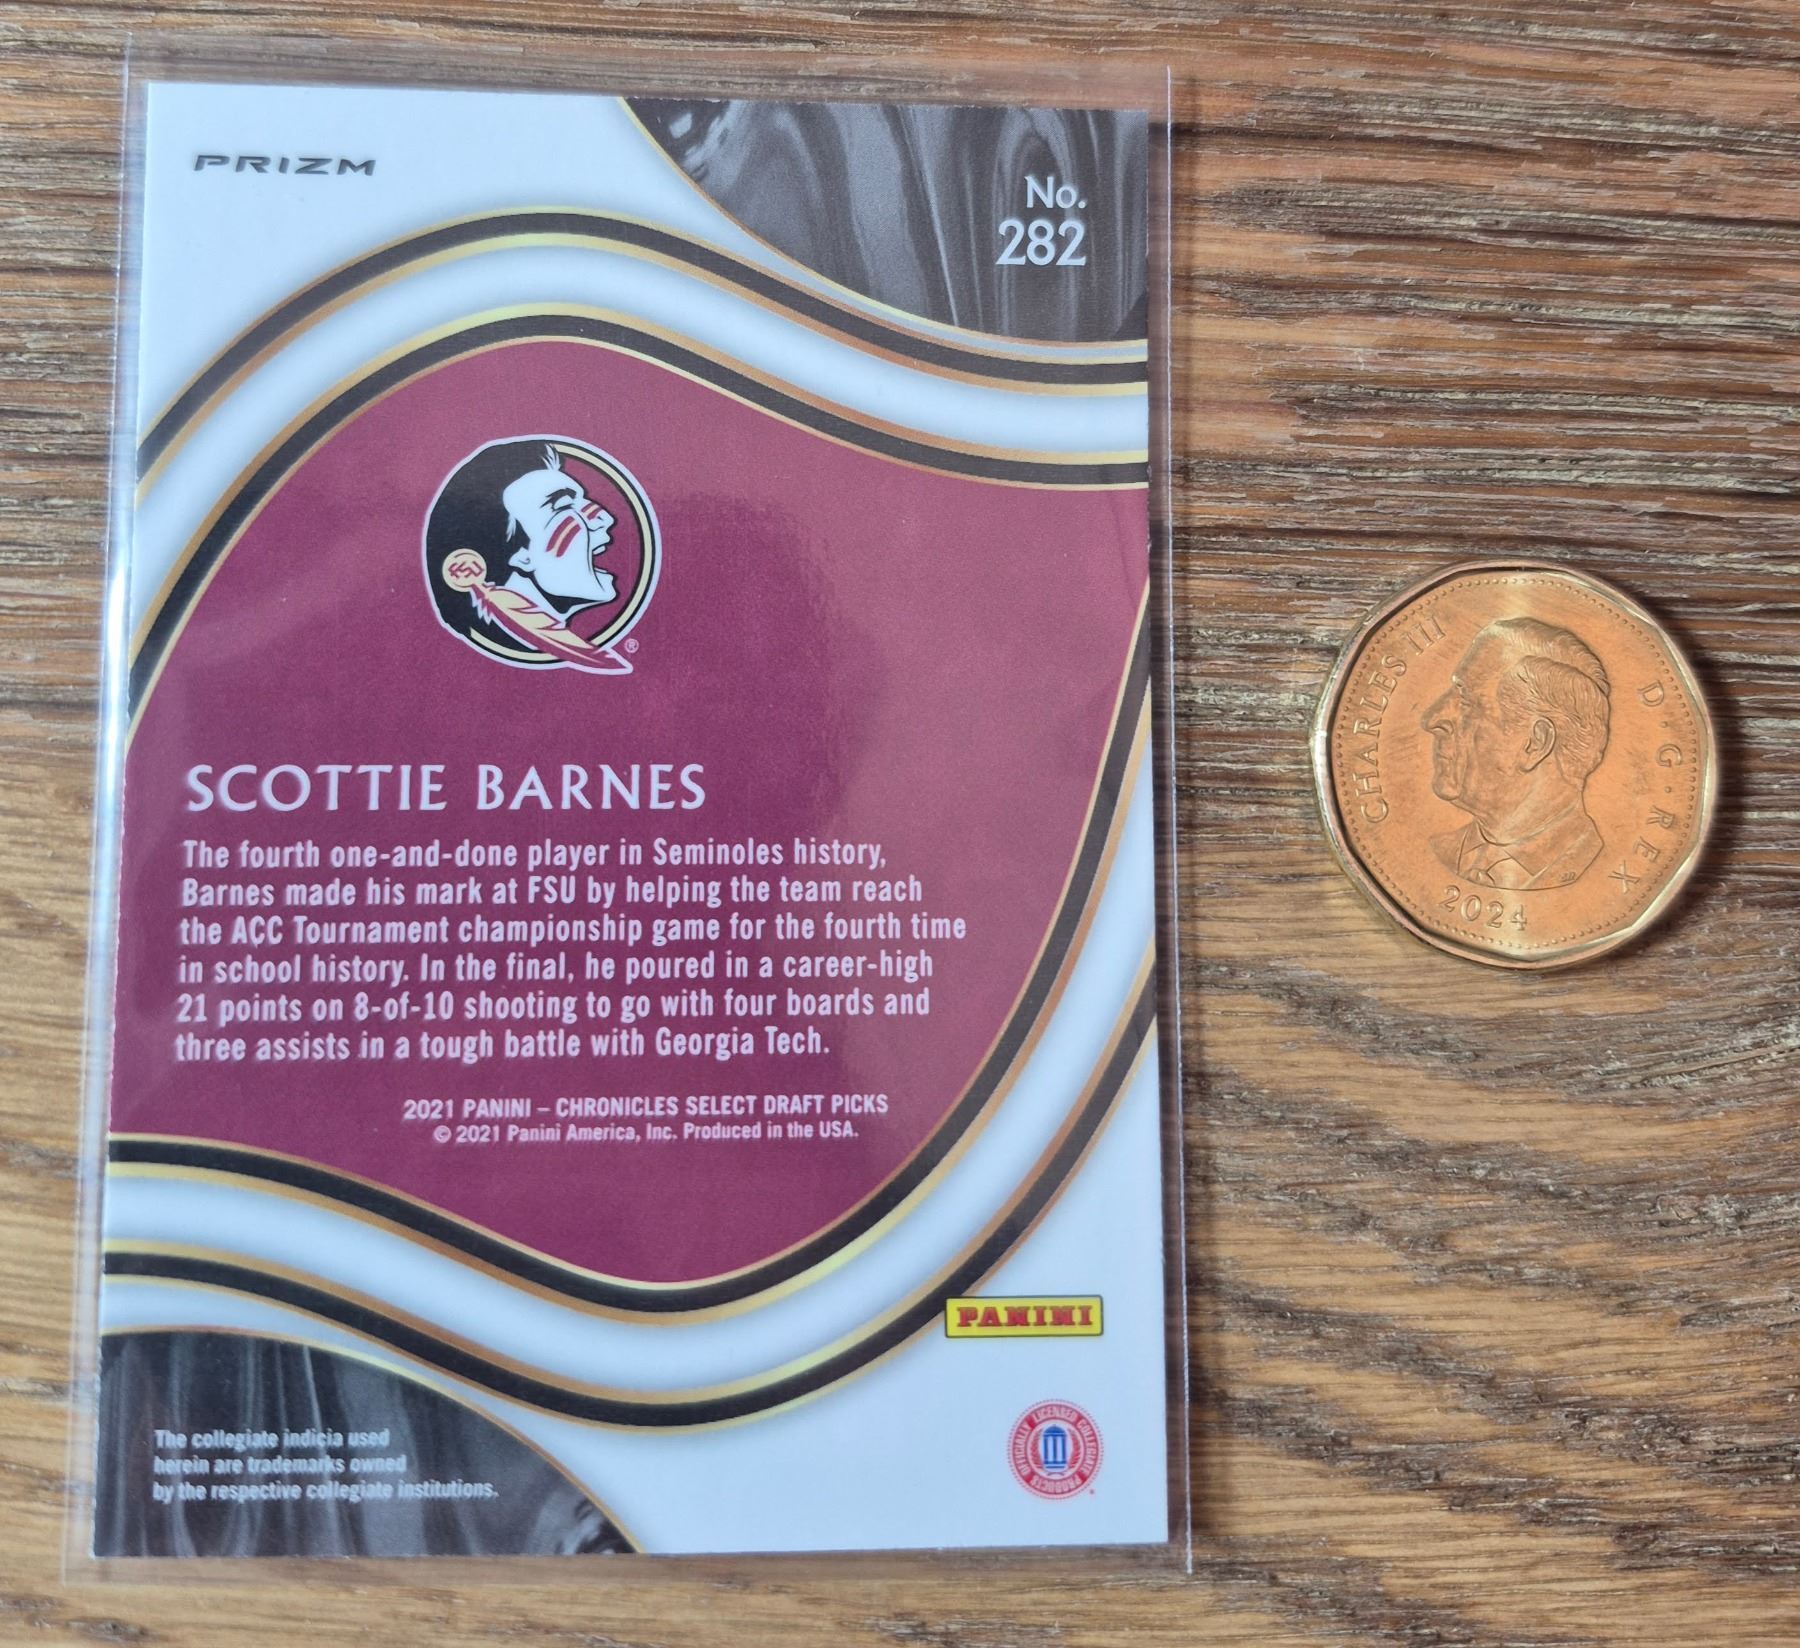 PRIZM
No.
282
FSU
®
SCOTTIE BARNES
The fourth one-and-done player in Seminoles history,
Barnes made his mark at FSU by helping the team reach
the ACC Tournament championship game for the fourth time
in school history. In the final, he poured in a career-high
21 points on 8-of-10 shooting to go with four boards and
three assists in a tough battle with Georgia Tech.
2021 PANINI – CHRONICLES SELECT DRAFT PICKS
© 2021 Panini America, Inc. Produced in the USA.
PANINI
OFFICIALLY LICENSED COLLEGIATE PRODUCTS
The collegiate indicia used
herein are trademarks owned
by the respective collegiate institutions.
CHARLES III D·G·REX
2024